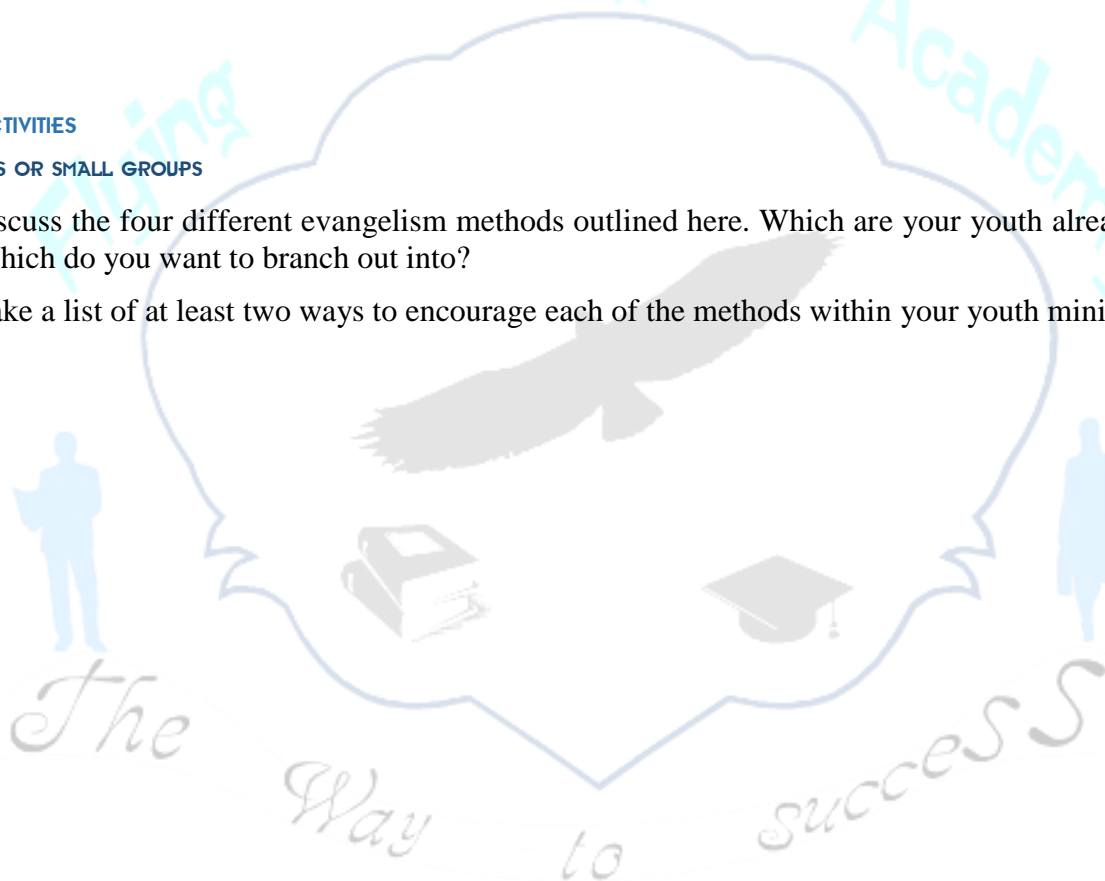 Flying
Academy
CTIVITIES
S OR SMALL GROUPS
scuss the four different evangelism methods outlined here. Which are your youth alrea
hich do you want to branch out into?
ake a list of at least two ways to encourage each of the methods within your youth mini
The Way to succeSS